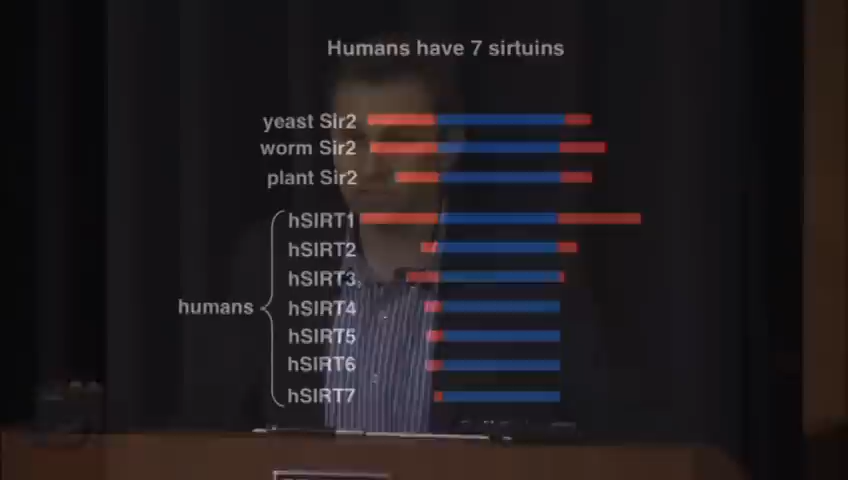 Humans have 7 sirtuins
yeast Sir2
worm Sir2
plant Sir2
hSIRT1
hSIRT2
hSIRT3
humans
hSIRT4
hSIRT5
hSIRT6
hSIRT7